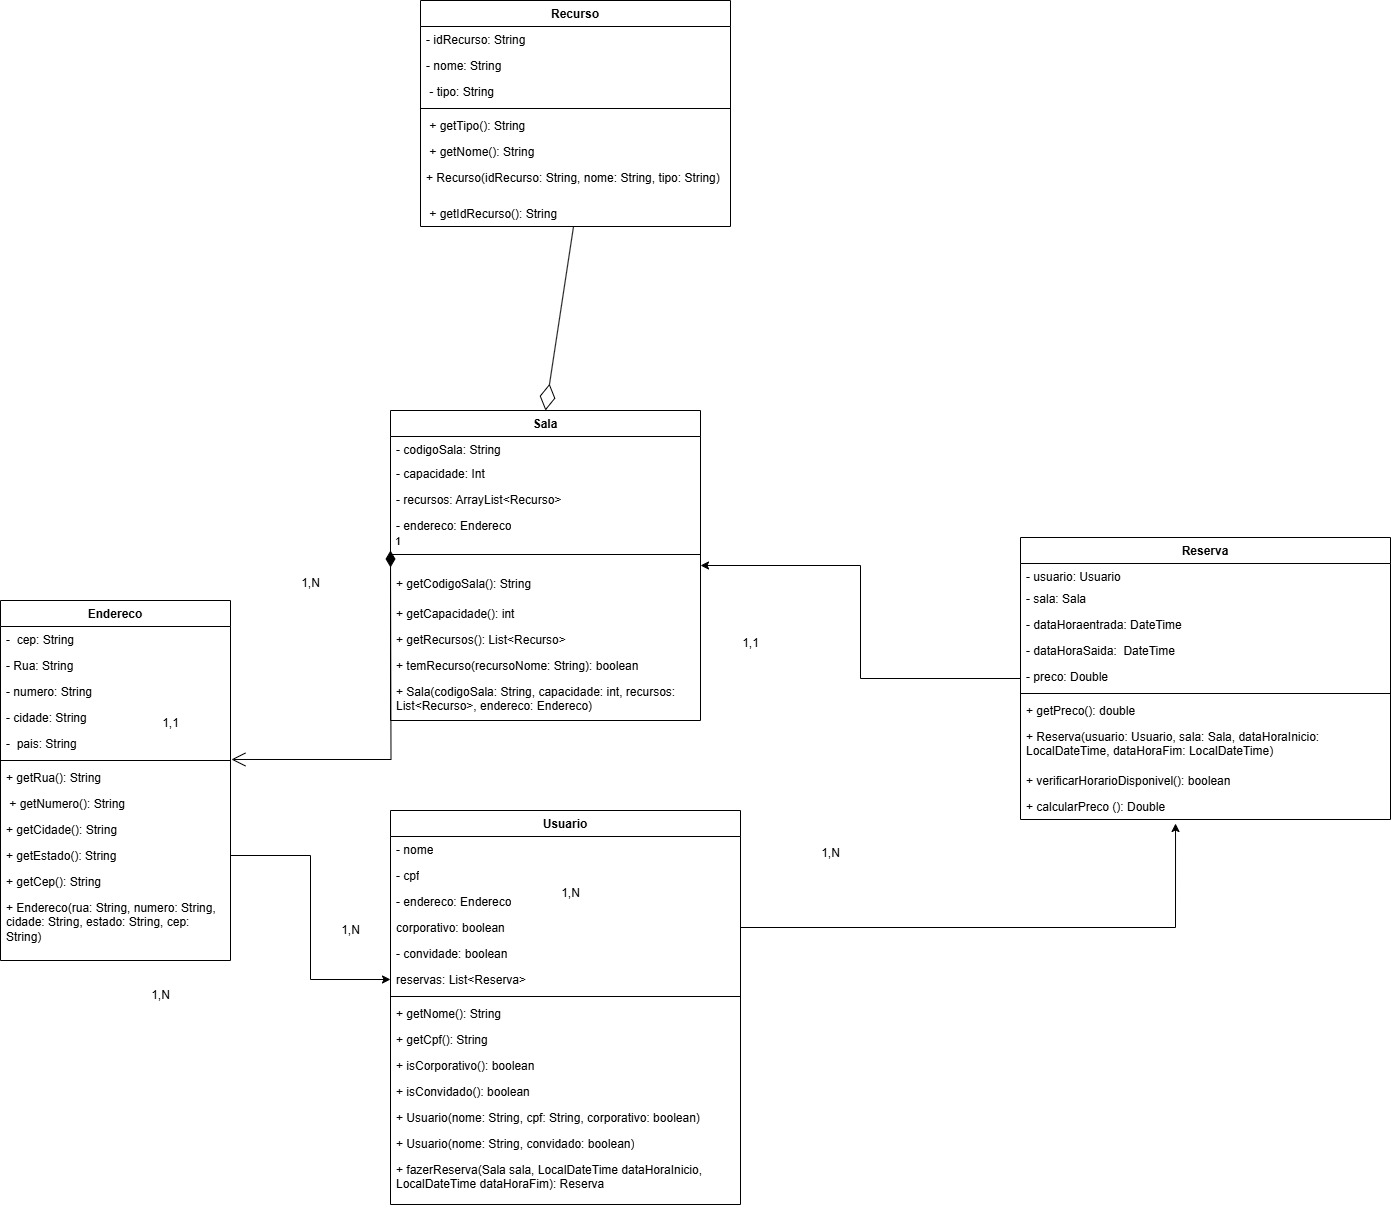 Recurso
- idRecurso: String
- nome: String
- tipo: String
+ getTipo(): String
+ getNome(): String
+ Recurso(idRecurso: String, nome: String, tipo: String)
+ getIdRecurso(): String
Sala
- codigoSala: String
- capacidade: Int
- recursos: ArrayList<Recurso>
- endereco: Endereco
1
+ getCodigoSala(): String
+ getCapacidade(): int
+ getRecursos(): List<Recurso>
+ temRecurso(recursoNome: String): boolean
+ Sala(codigoSala: String, capacidade: int, recursos:
List<Recurso>, endereco: Endereco)
1,N
1,1
Reserva
- usuario: Usuario
- sala: Sala
- dataHoraentrada: DateTime
- dataHoraSaida:  DateTime
- preco: Double
+ getPreco(): double
+ Reserva(usuario: Usuario, sala: Sala, dataHoraInicio:
LocalDateTime, dataHoraFim: LocalDateTime)
+ verificarHorarioDisponivel(): boolean
+ calcularPreco (): Double
Endereco
-  cep: String
- Rua: String
- numero: String
- cidade: String
-  pais: String
1,1
+ getRua(): String
+ getNumero(): String
+ getCidade(): String
+ getEstado(): String
+ getCep(): String
+ Endereco(rua: String, numero: String,
cidade: String, estado: String, cep:
String)
1,N
1,N
Usuario
- nome
- cpf
- endereco: Endereco
1,N
corporativo: boolean
- convidade: boolean
reservas: List<Reserva>
+ getNome(): String
+ getCpf(): String
+ isCorporativo(): boolean
+ isConvidado(): boolean
+ Usuario(nome: String, cpf: String, corporativo: boolean)
+ Usuario(nome: String, convidado: boolean)
+ fazerReserva(Sala sala, LocalDateTime dataHoraInicio,
LocalDateTime dataHoraFim): Reserva
1,N